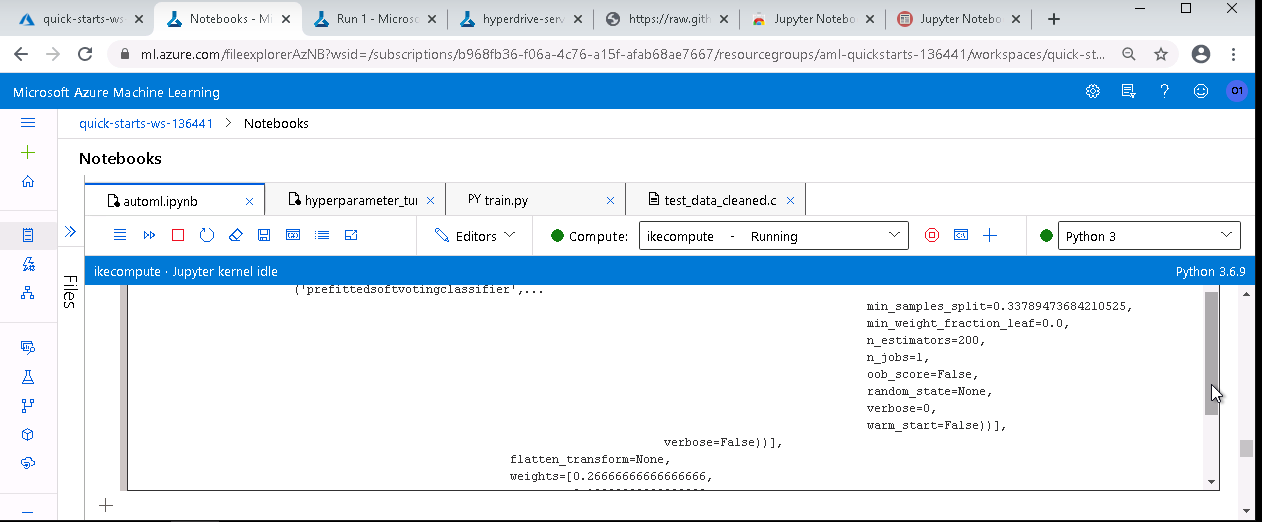 quick-starts-ws
Notebooks - Mi
Run 1 - Microso
hyperdrive-serv
https://raw.gith
Jupyter Notebo
Jupyter Notebo
ml.azure.com/fileexplorerAzNB?wsid=/subscriptions/b968fb36-f06a-4c76-a15f-afab68ae7667/resourcegroups/aml-quickstarts-136441/workspaces/quick-st...
Microsoft Azure Machine Learning
O1
quick-starts-ws-136441 > Notebooks
Notebooks
automl.ipynb
hyperparameter_tur
PY train.py
test_data_cleaned.c
Editors
Compute: ikecompute - Running
Python 3
ikecompute · Jupyter kernel idle
Python 3.6.9
Files
('prefittedsoftvotingclassifier',...
min_samples_split=0.33789473684210525,
min_weight_fraction_leaf=0.0,
n_estimators=200,
n_jobs=1,
oob_score=False,
random_state=None,
verbose=0,
warm_start=False))],
verbose=False))],
flatten_transform=None,
weights=[0.26666666666666666,